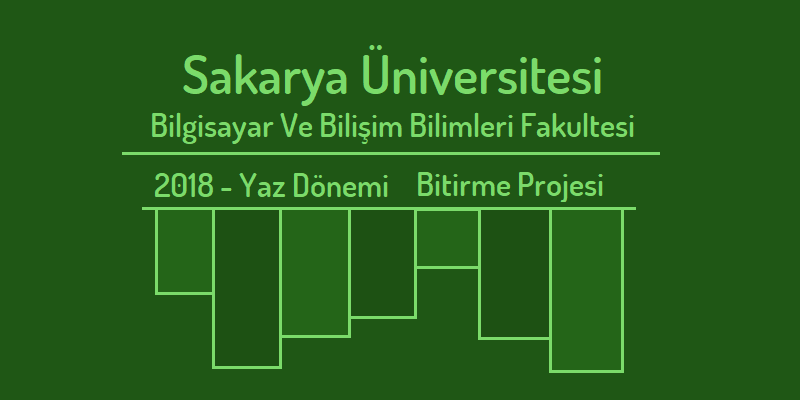 Sakarya Üniversitesi
Bilgisayar Ve Bilişim Bilimleri Fakultesi
2018 - Yaz Dönemi Bitirme Projesi